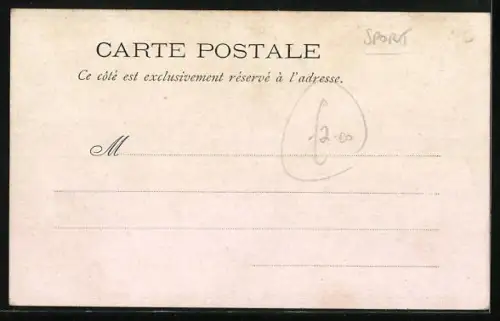 SPORT
CARTE POSTALE
Ce côté est exclusivement réservé à l'adresse.
M